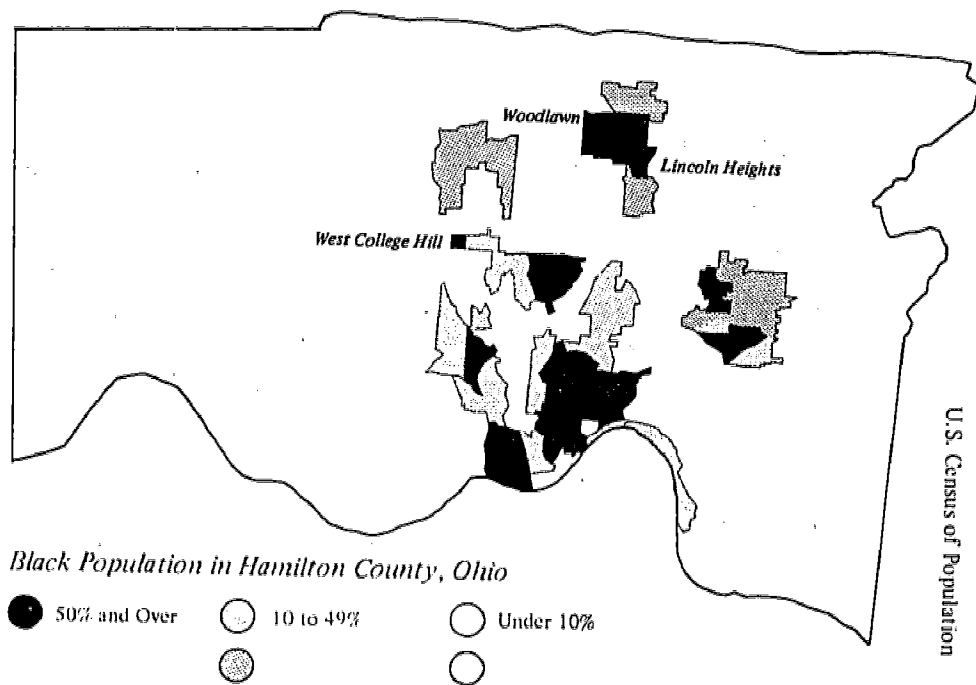 Woodlawn
Lincoln Heights
West College Hill
U.S. Census of Population
Black Population in Hamilton County, Ohio
50% and Over
10 to 49%
Under 10%